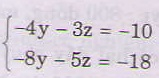 -4y - 3z = -10
-8y - 5z = -18